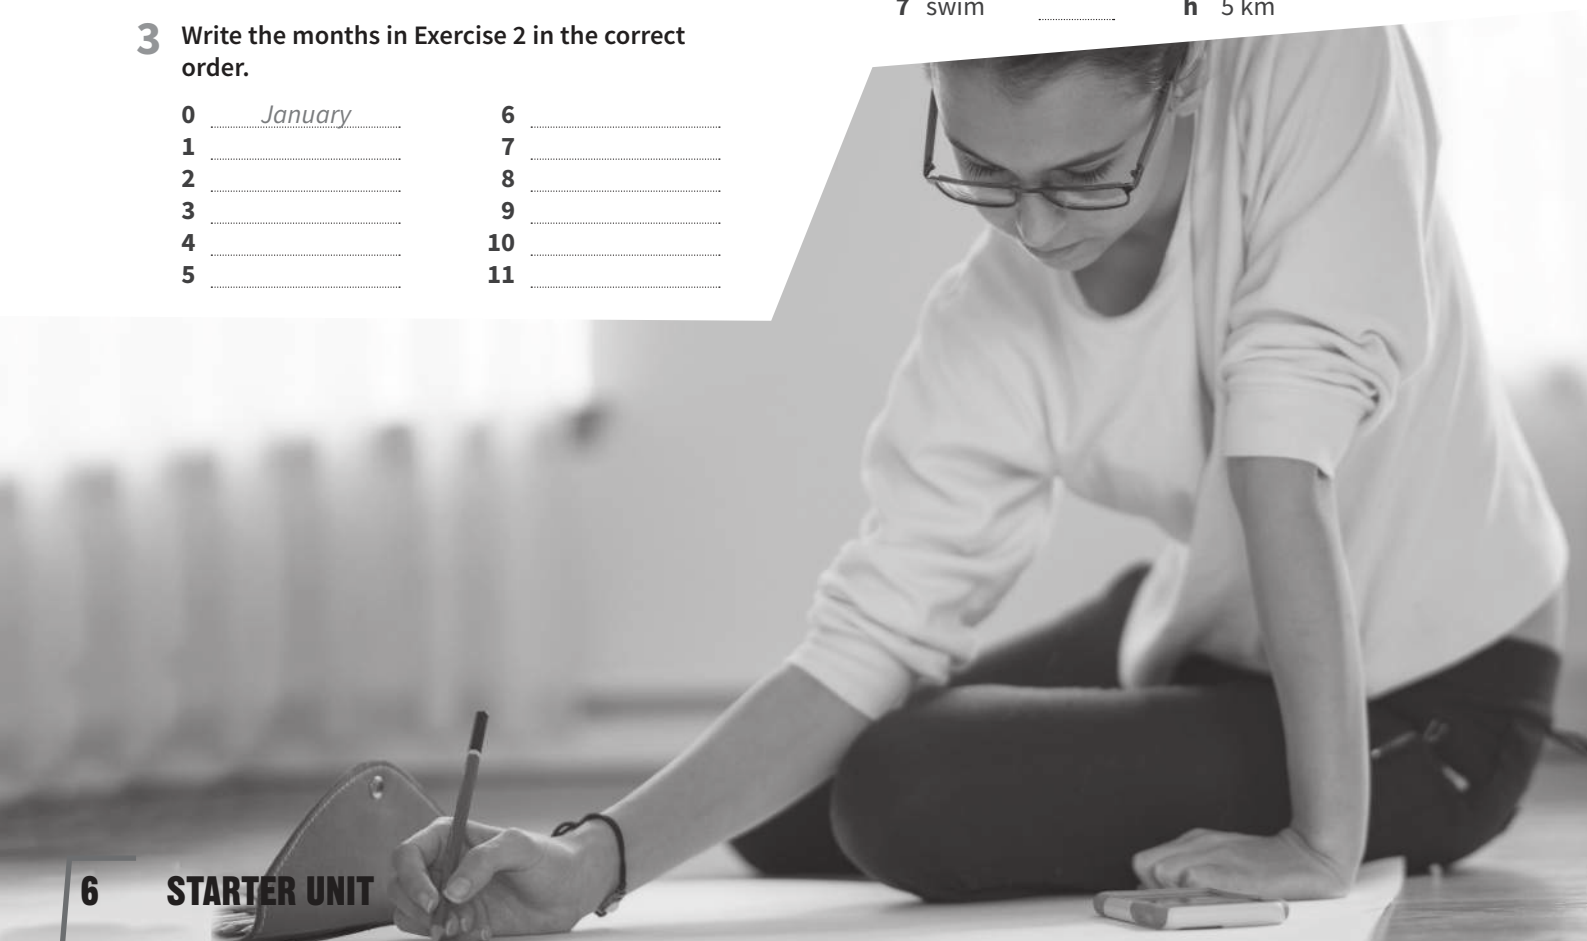 3 Write the months in Exercise 2 in the correct
order.
0 January
1
2
3
4
5
6
7
8
9
10
11
7 swim h 5 km
6 STARTER UNIT